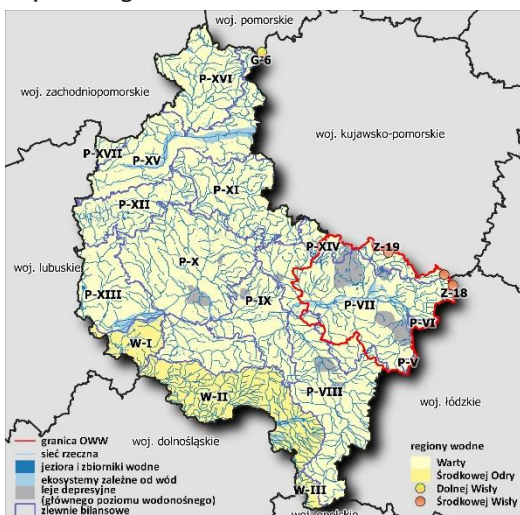 woj. pomorskie
G-6
P-XVI
woj. zachodniopomorskie
woj. kujawsko-pomorskie
P-XVII
P-XV
P-XI
P-XII
P-XIV
Z-19
woj. lubuskie
P-X
Z-18
P-XIII
P-IX
P-VII
P-VI
W-I
P-V
W-II
P-VIII
woj. łódzkie
woj. dolnośląskie
W-III
granica OWW
sieć rzeczna
jeziora i zbiorniki wodne
ekosystemy zależne od wód
leje depresyjne
(głównego poziomu wodonośnego)
zlewnie bilansowe
regiony wodne
Warty
Środkowej Odry
Dolnej Wisły
Środkowej Wisły